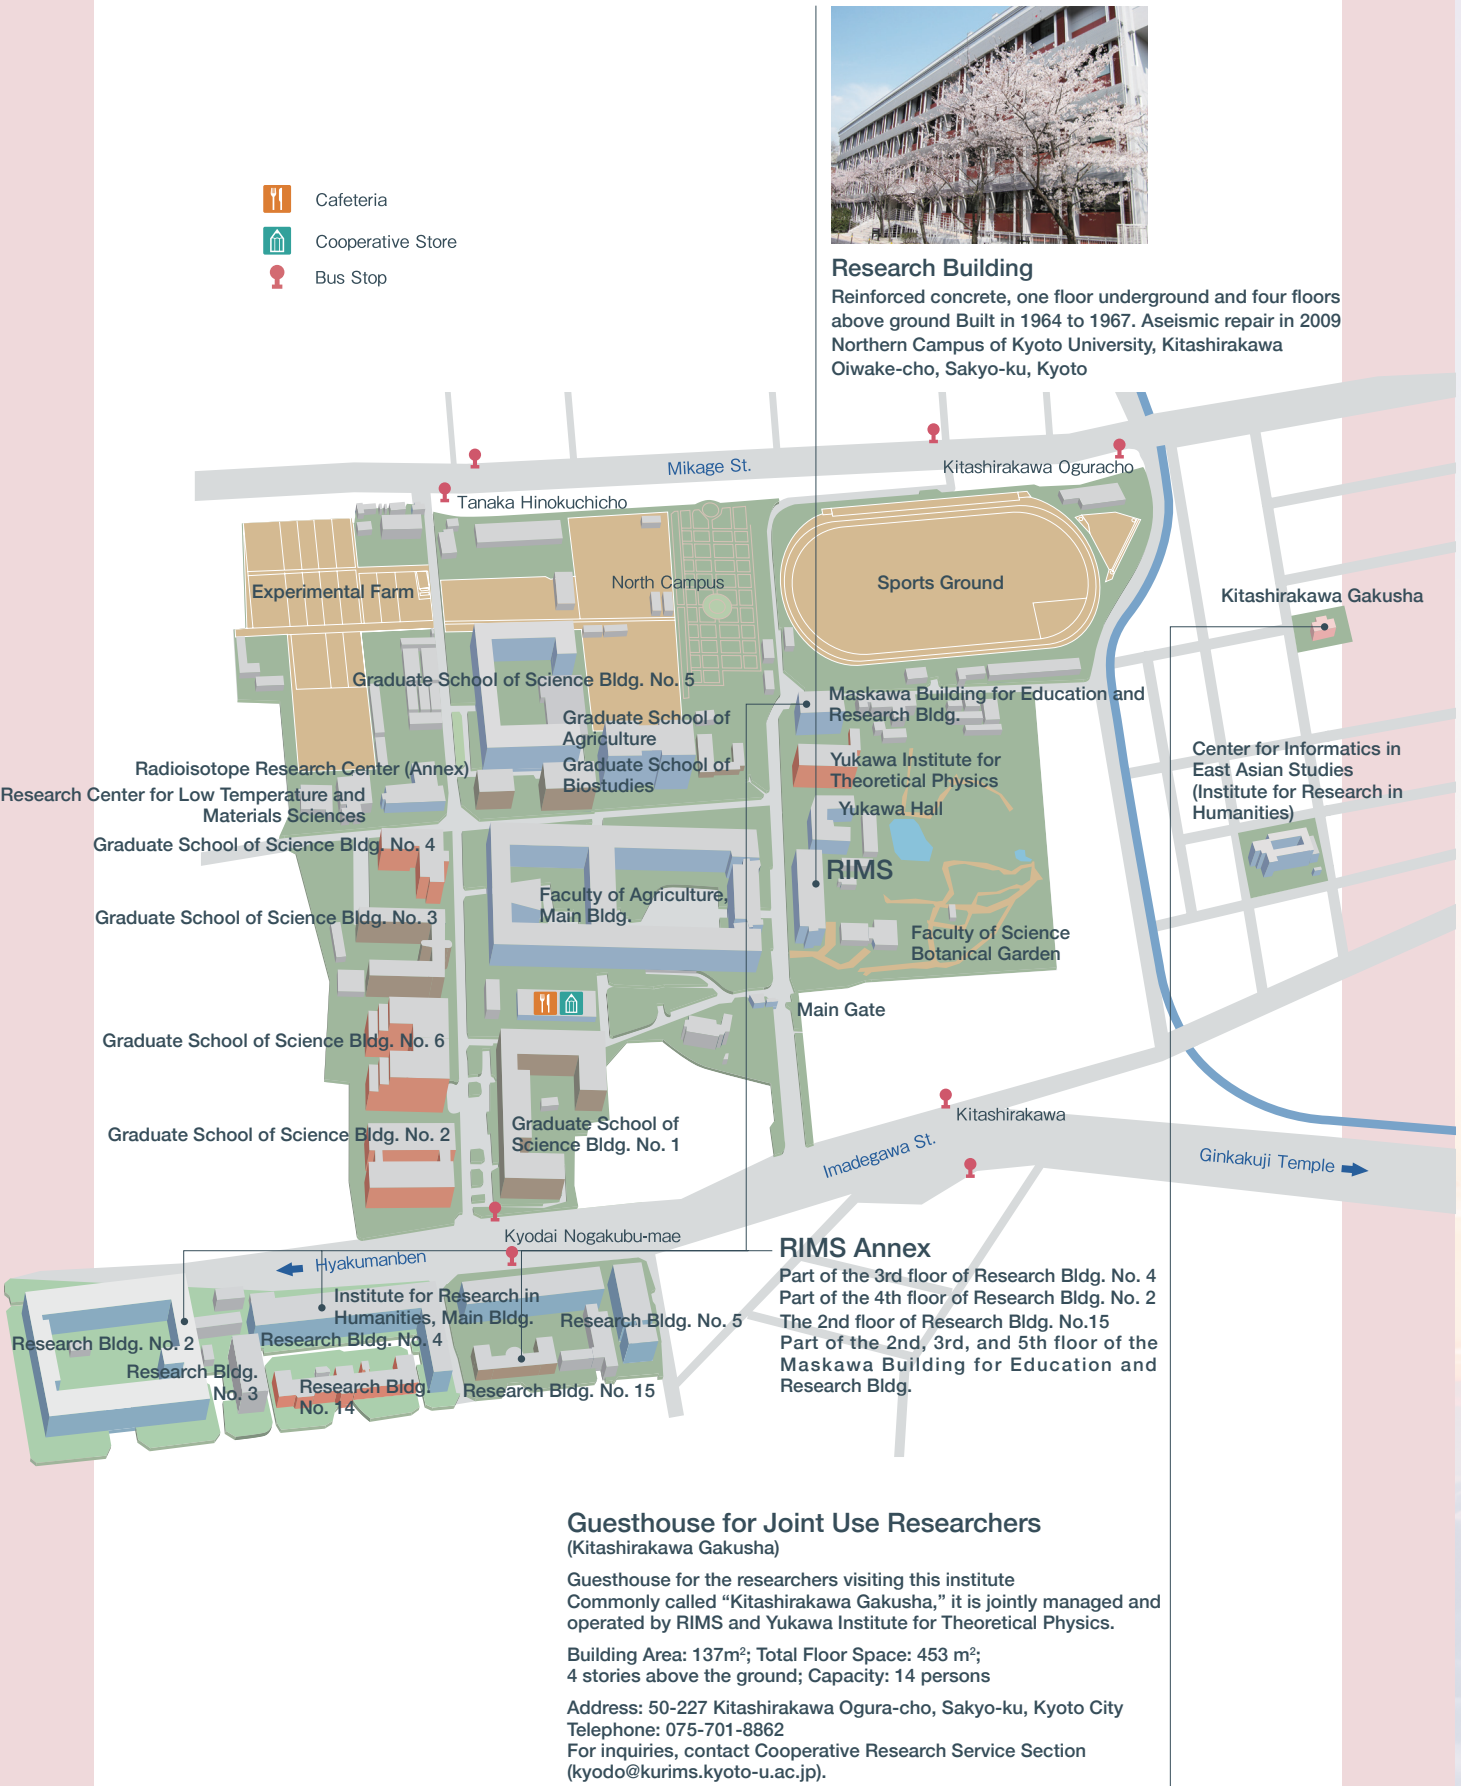 Cafeteria
Cooperative Store
Bus Stop
Research Building
Reinforced concrete, one floor underground and four floors
above ground Built in 1964 to 1967. Aseismic repair in 2009
Northern Campus of Kyoto University, Kitashirakawa
Oiwake-cho, Sakyo-ku, Kyoto
Mikage St.
Kitashirakawa Oguracho
Tanaka Hinokuchicho
North Campus
Sports Ground
Experimental Farm
Kitashirakawa Gakusha
Graduate School of Science Bldg. No. 5
Maskawa Building for Education and
Research Bldg.
Graduate School of
Agriculture
Graduate School of
Biostudies
Yukawa Institute for
Theoretical Physics
Yukawa Hall
Center for Informatics in
East Asian Studies
(Institute for Research in
Humanities)
Radioisotope Research Center (Annex)
Research Center for Low Temperature and
Materials Sciences
Graduate School of Science Bldg. No. 4
RIMS
Faculty of Agriculture,
Main Bldg.
Graduate School of Science Bldg. No. 3
Faculty of Science
Botanical Garden
Main Gate
Graduate School of Science Bldg. No. 6
Graduate School of
Science Bldg. No. 1
Graduate School of Science Bldg. No. 2
Kitashirakawa
Imadegawa St.
Ginkakuji Temple
Kyodai Nogakubu-mae
Hyakumanben
RIMS Annex
Part of the 3rd floor of Research Bldg. No. 4
Part of the 4th floor of Research Bldg. No. 2
The 2nd floor of Research Bldg. No.15
Part of the 2nd, 3rd, and 5th floor of the
Maskawa Building for Education and
Research Bldg.
Institute for Research in
Humanities, Main Bldg.
Research Bldg. No. 5
Research Bldg. No. 2
Research Bldg. No. 4
Research Bldg.
No. 3
Research Bldg.
No. 14
Research Bldg. No. 15
Guesthouse for Joint Use Researchers
(Kitashirakawa Gakusha)
Guesthouse for the researchers visiting this institute
Commonly called “Kitashirakawa Gakusha,” it is jointly managed and
operated by RIMS and Yukawa Institute for Theoretical Physics.
Building Area: 137m²; Total Floor Space: 453 m²;
4 stories above the ground; Capacity: 14 persons
Address: 50-227 Kitashirakawa Ogura-cho, Sakyo-ku, Kyoto City
Telephone: 075-701-8862
For inquiries, contact Cooperative Research Service Section
(kyodo@kurims.kyoto-u.ac.jp).